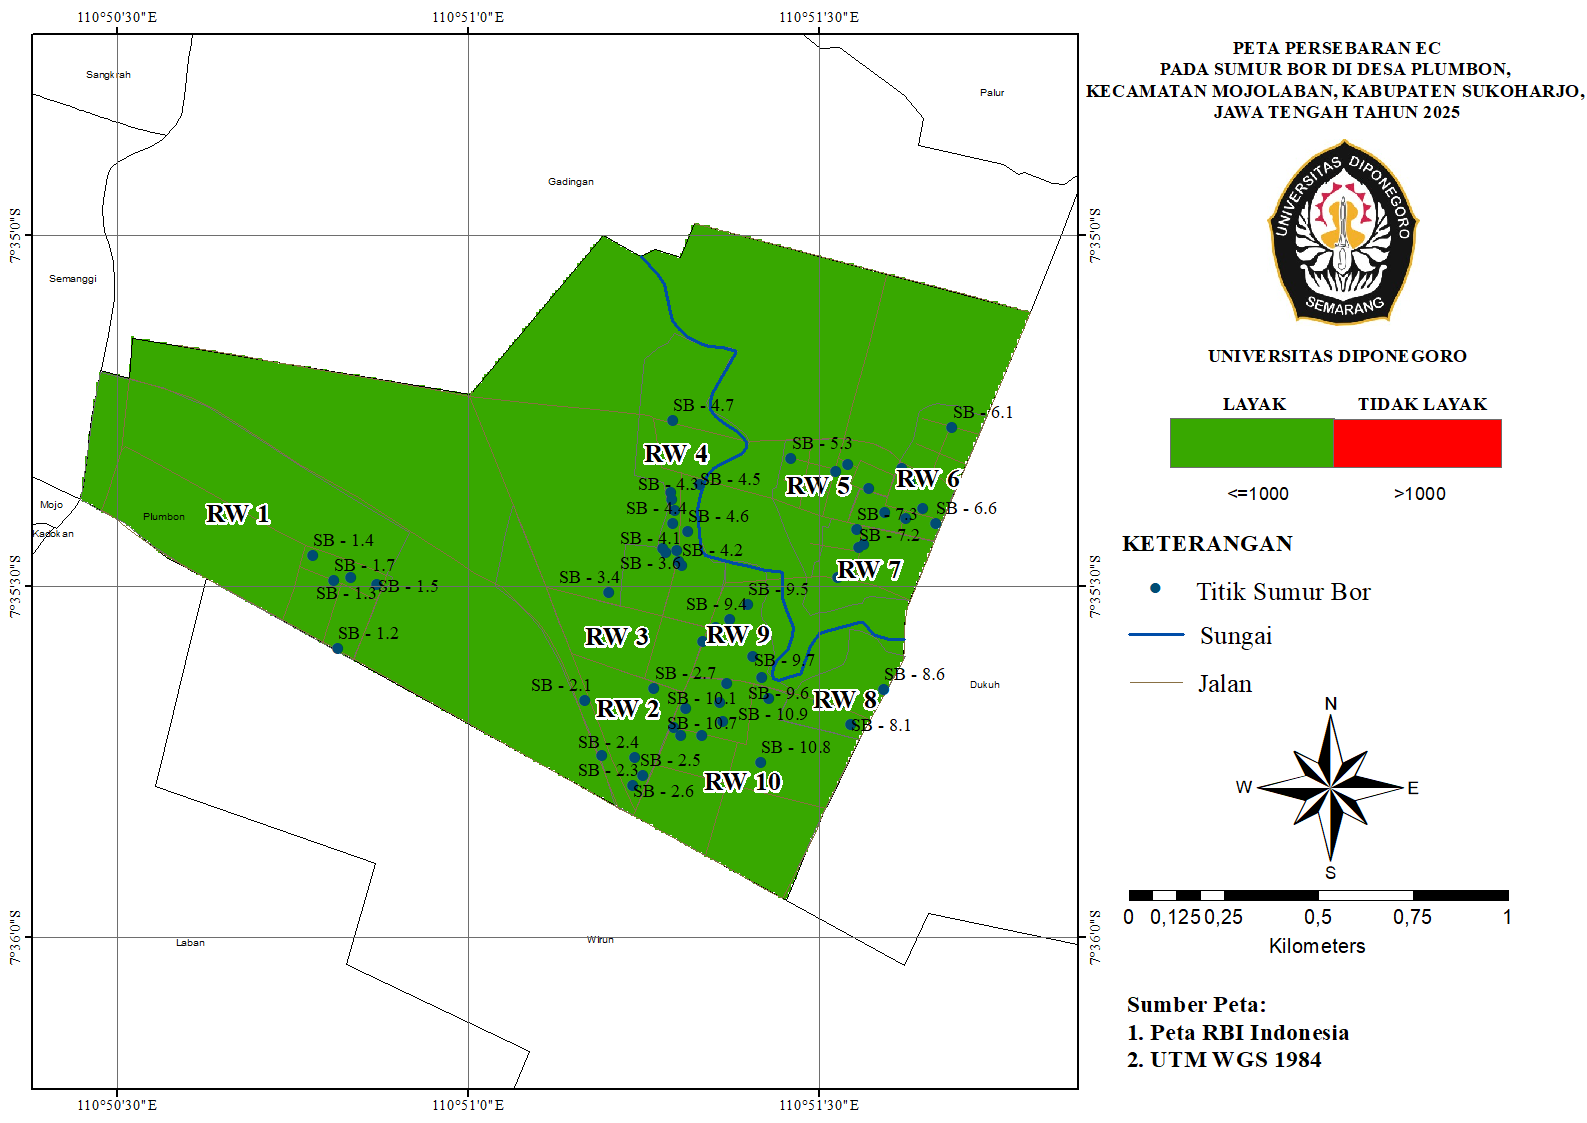 110°50'30"E
110°51'0"E
110°51'30"E
PETA PERSEBARAN EC
PADA SUMUR BOR DI DESA PLUMBON,
KECAMATAN MOJOLABAN, KABUPATEN SUKOHARJO,
JAWA TENGAH TAHUN 2025
UNIVERSITAS DIPONEGORO
SEMARANG
UNIVERSITAS DIPONEGORO
LAYAK
TIDAK LAYAK
<=1000
>1000
KETERANGAN
Titik Sumur Bor
Sungai
Jalan
N
W
E
S
0
0,125
0,25
0,5
0,75
1
Kilometers
Sumber Peta:
1. Peta RBI Indonesia
2. UTM WGS 1984
Sangkrah
Palur
Gadingan
7°35'0"S
7°35'0"S
Semanggi
SB - 4.7
SB - 6.1
SB - 5.3
RW 4
RW 5
RW 6
SB - 4.3
SB - 4.5
Mojo
Plumbon
RW 1
SB - 4.4
SB - 4.6
SB - 7.3
SB - 6.6
Kadokan
SB - 1.4
SB - 4.1
SB - 4.2
SB - 7.2
SB - 1.7
SB - 3.6
RW 7
SB - 3.4
SB - 1.3
SB - 1.5
SB - 9.5
7°35'30"S
7°35'30"S
SB - 9.4
SB - 1.2
RW 3
RW 9
SB - 9.7
SB - 2.7
SB - 8.6
Dukuh
SB - 2.1
SB - 10.1
SB - 9.6
RW 8
RW 2
SB - 10.9
SB - 10.7
SB - 8.1
SB - 2.4
SB - 10.8
SB - 2.5
SB - 2.3
RW 10
SB - 2.6
Laban
Wirun
7°36'0"S
7°36'0"S
110°50'30"E
110°51'0"E
110°51'30"E